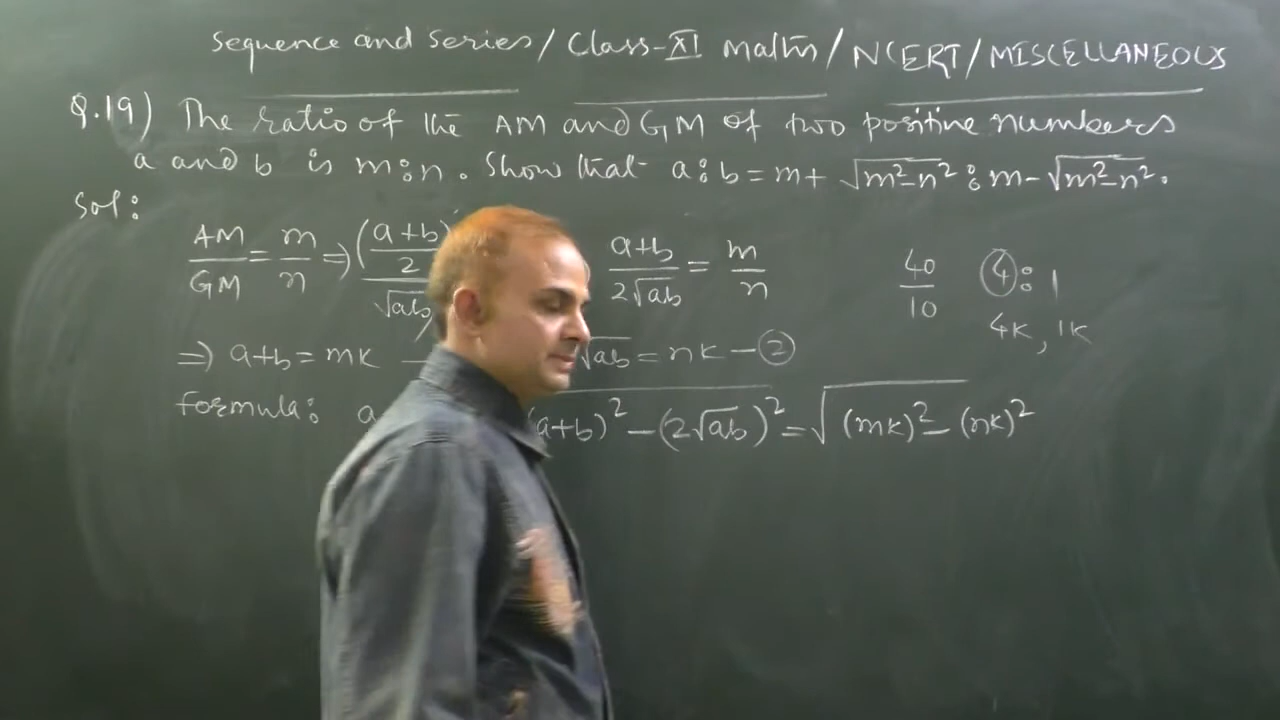 Sequence and Series/Class-XI Maths/NCERT/MISCELLANEOUS
Q.19) The ratio of the AM and GM of two positive numbers
a and b is m:n. Show that a:b = m+ √m²-n² : m- √m²-n².
Sol:
AM/GM = m/n ⇒ ((a+b)/2)/√ab a+b/2√ab = m/n 40/10 4:1
4K, 1K
⇒ a+b = mK — √ab = nK — ②
formula: a (a+b)² - (2√ab)² = √(mK)² - (nK)²